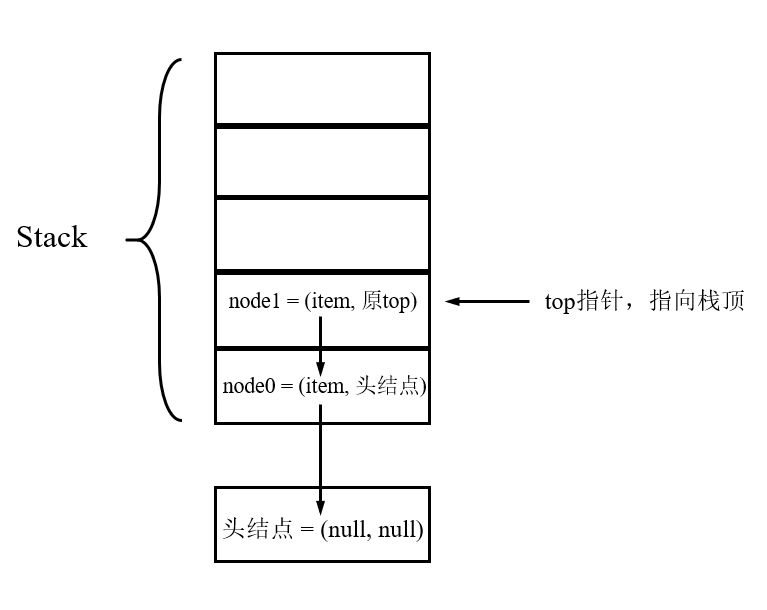 Stack
node1 = (item, 原top)
top指针，指向栈顶
node0 = (item, 头结点)
头结点 = (null, null)